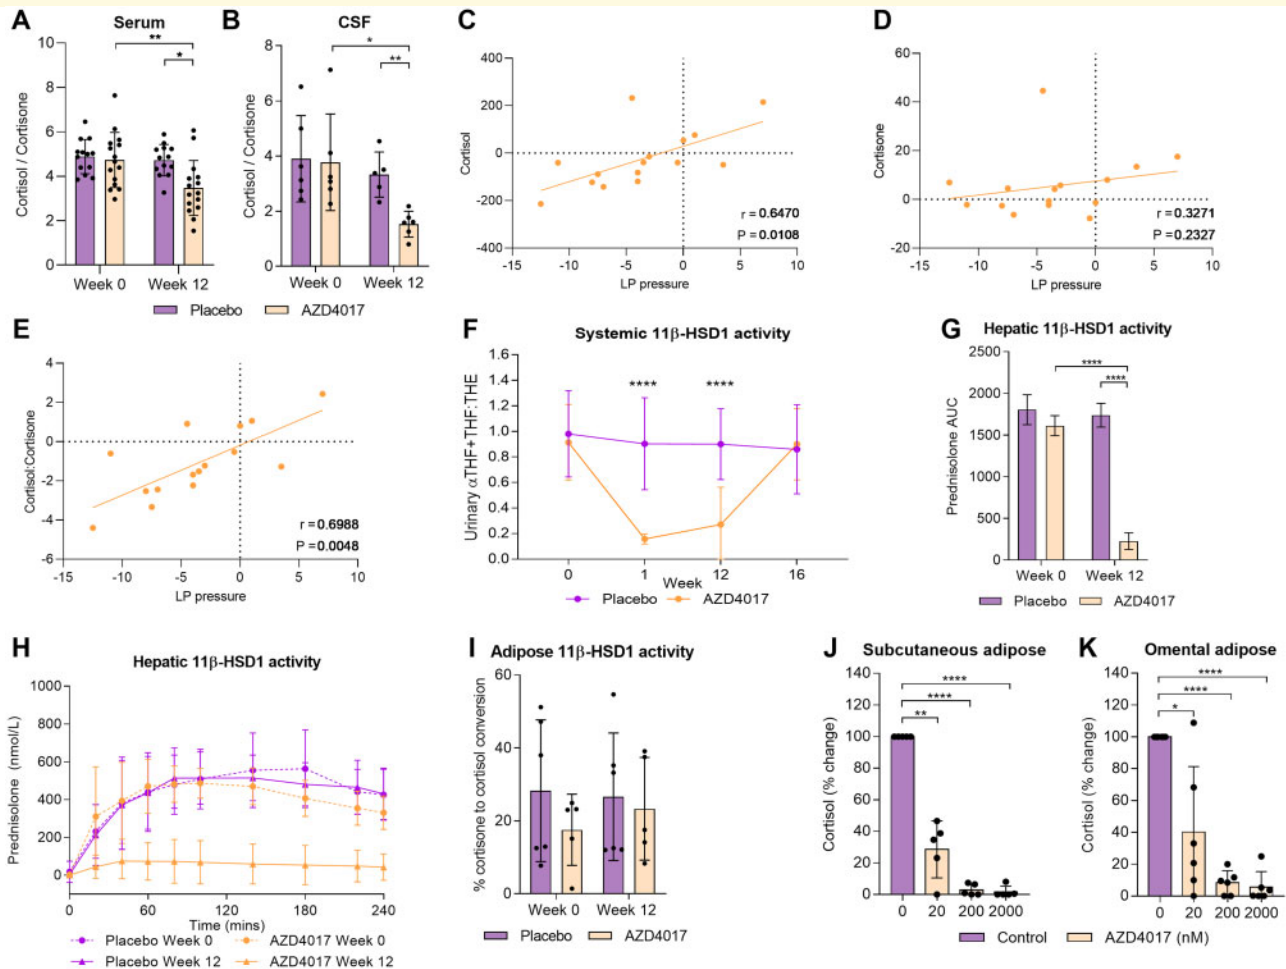 A
Serum
Cortisol / Cortisone
10
8
6
4
2
0
**
*
Week 0
Week 12
B
CSF
Cortisol / Cortisone
8
6
4
2
0
*
**
Week 0
Week 12
Placebo
AZD4017
C
Cortisol
400
200
0
-200
-400
r = 0.6470
P = 0.0108
-15 -10 -5 0 5 10
LP pressure
D
Cortisone
60
40
20
0
-20
r = 0.3271
P = 0.2327
-15 -10 -5 0 5 10
LP pressure
E
Cortisol:Cortisone
4
2
0
-2
-4
-6
r = 0.6988
P = 0.0048
-15 -10 -5 0 5 10
LP pressure
F
Systemic 11β-HSD1 activity
Urinary αTHF+THF:THE
1.6
1.4
1.2
1.0
0.8
0.6
0.4
0.2
0.0
**** ****
0 1 12 16
Week
Placebo AZD4017
G
Hepatic 11β-HSD1 activity
Prednisolone AUC
2500
2000
1500
1000
500
0
****
****
Week 0 Week 12
Placebo AZD4017
H
Hepatic 11β-HSD1 activity
Prednisolone (nmol/L)
1000
800
600
400
200
0
0 60 120 180 240
Time (mins)
Placebo Week 0 AZD4017 Week 0
Placebo Week 12 AZD4017 Week 12
I
Adipose 11β-HSD1 activity
% cortisone to cortisol conversion
60
40
20
0
Week 0 Week 12
Placebo AZD4017
J
Subcutaneous adipose
Cortisol (% change)
140
120
100
80
60
40
20
0
****
****
**
0 20 200 2000
K
Omental adipose
Cortisol (% change)
140
120
100
80
60
40
20
0
****
****
*
0 20 200 2000
Control AZD4017 (nM)